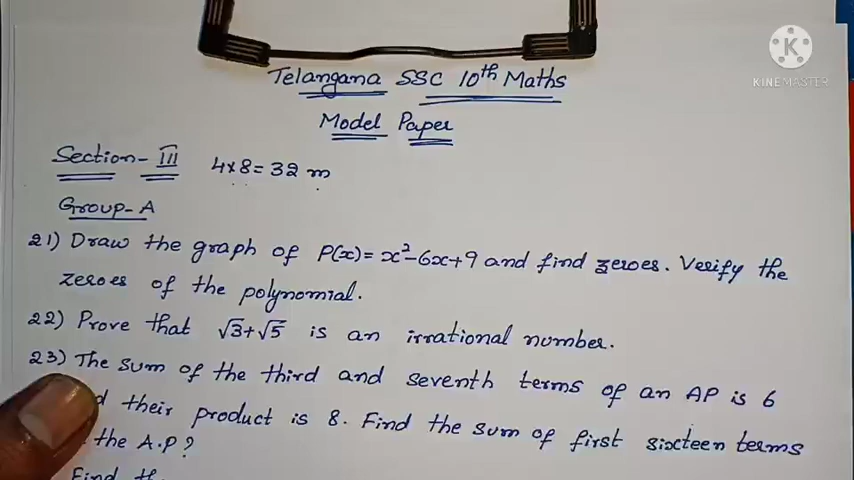 K
KINEMASTER
Telangana SSC 10th Maths
Model Paper
Section-III 4x8=32 m
Group-A
21) Draw the graph of P(x)= x²-6x+9 and find zeroes. Verify the
zeroes of the polynomial.
22) Prove that √3+√5 is an irrational number.
23) The sum of the third and seventh terms of an AP is 6
their product is 8. Find the sum of first sixteen terms
the A.P?
Find